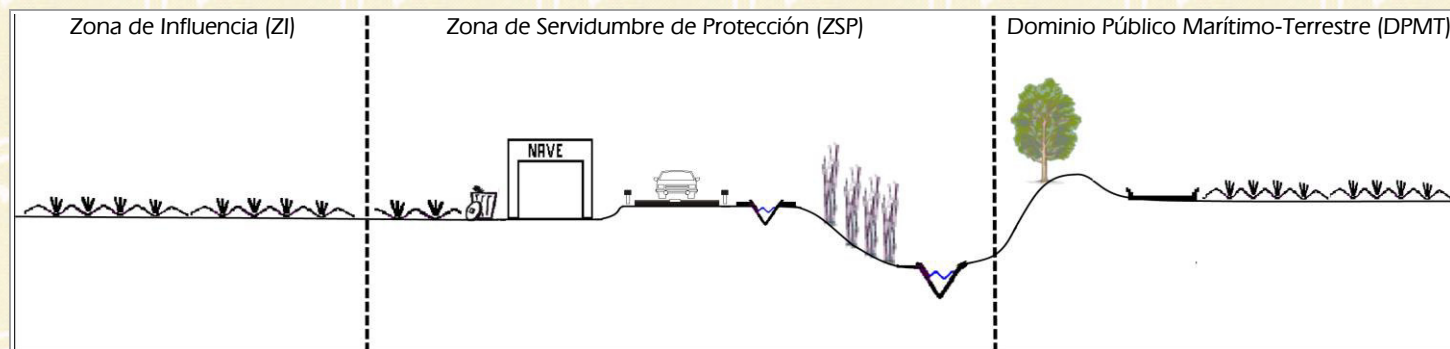 Zona de Influencia (ZI)
Zona de Servidumbre de Protección (ZSP)
Dominio Público Marítimo-Terrestre (DPMT)
NAVE